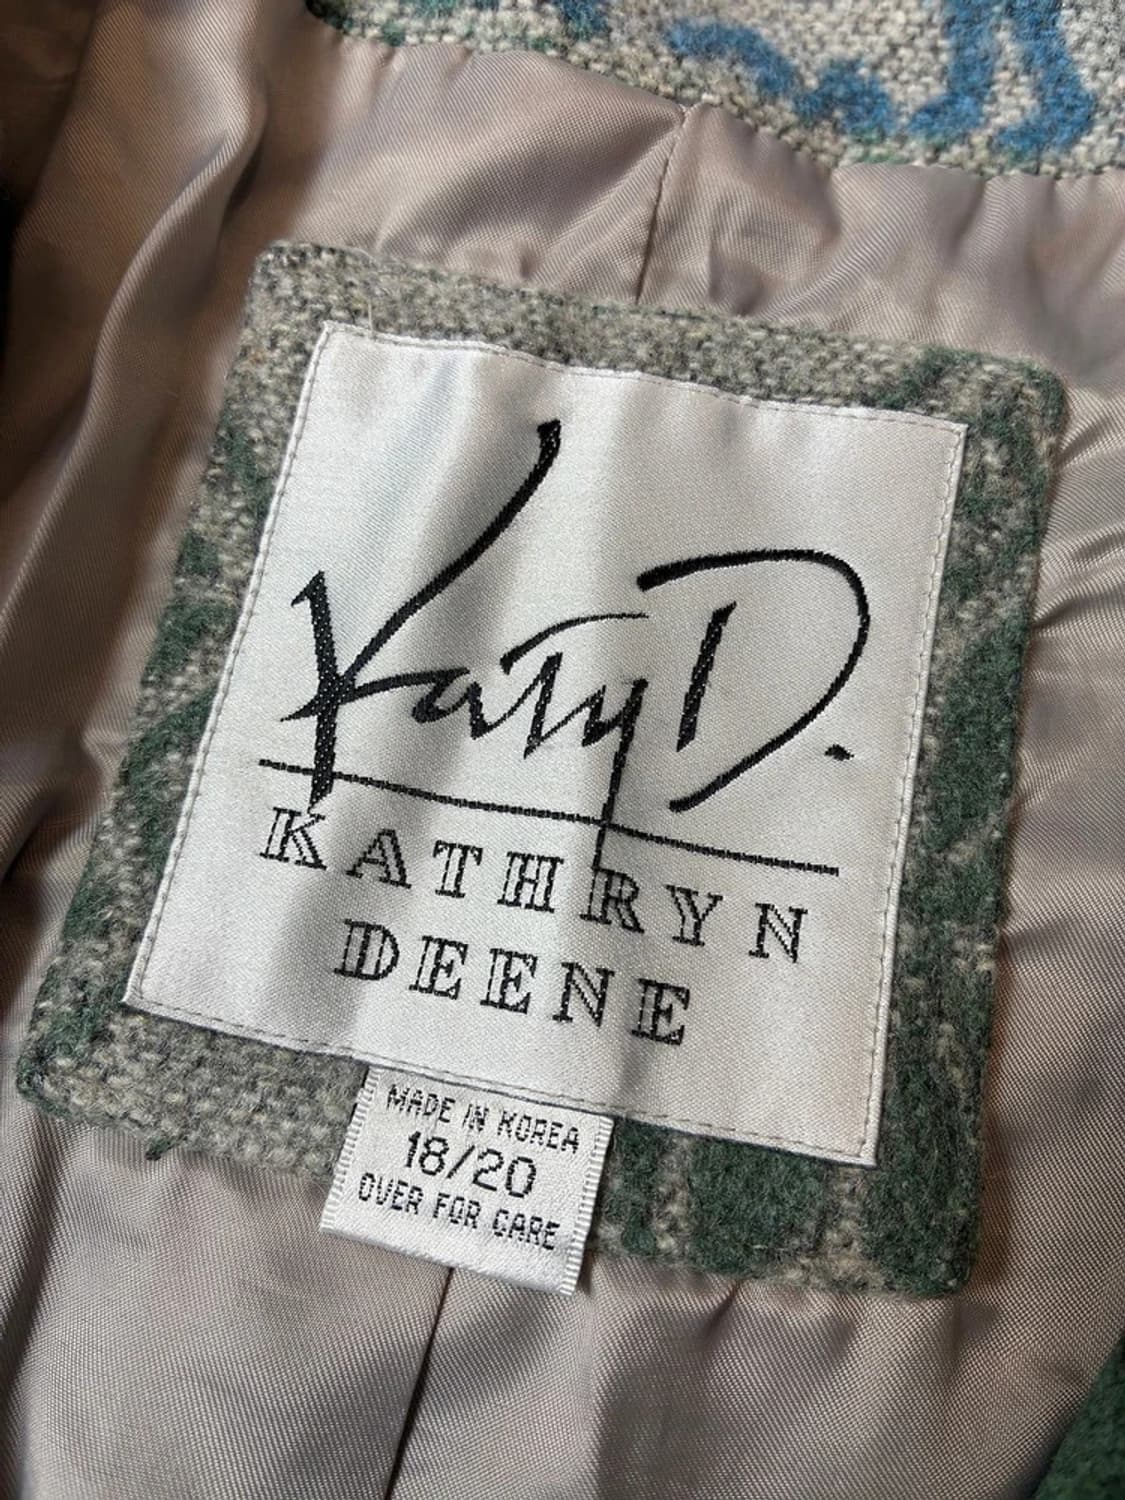 Katy D.
KATHRYN
DEENE
MADE IN KOREA
18/20
OVER FOR CARE